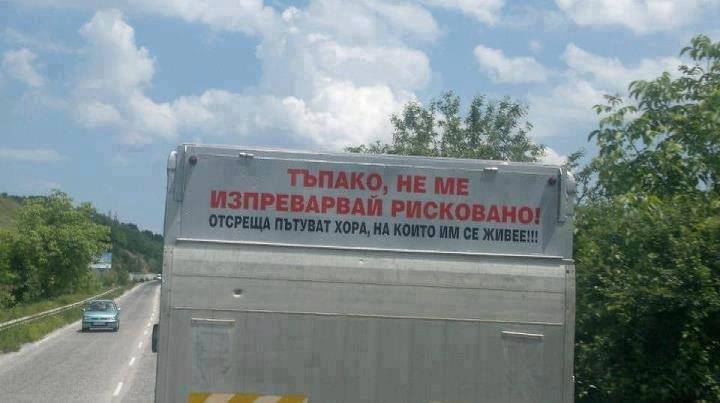 ТЪПАКО, НЕ МЕ
ИЗПРЕВАРВАЙ РИСКОВАНО!
ОТСРЕЩА ПЪТУВАТ ХОРА, НА КОИТО ИМ СЕ ЖИВЕЕ!!!